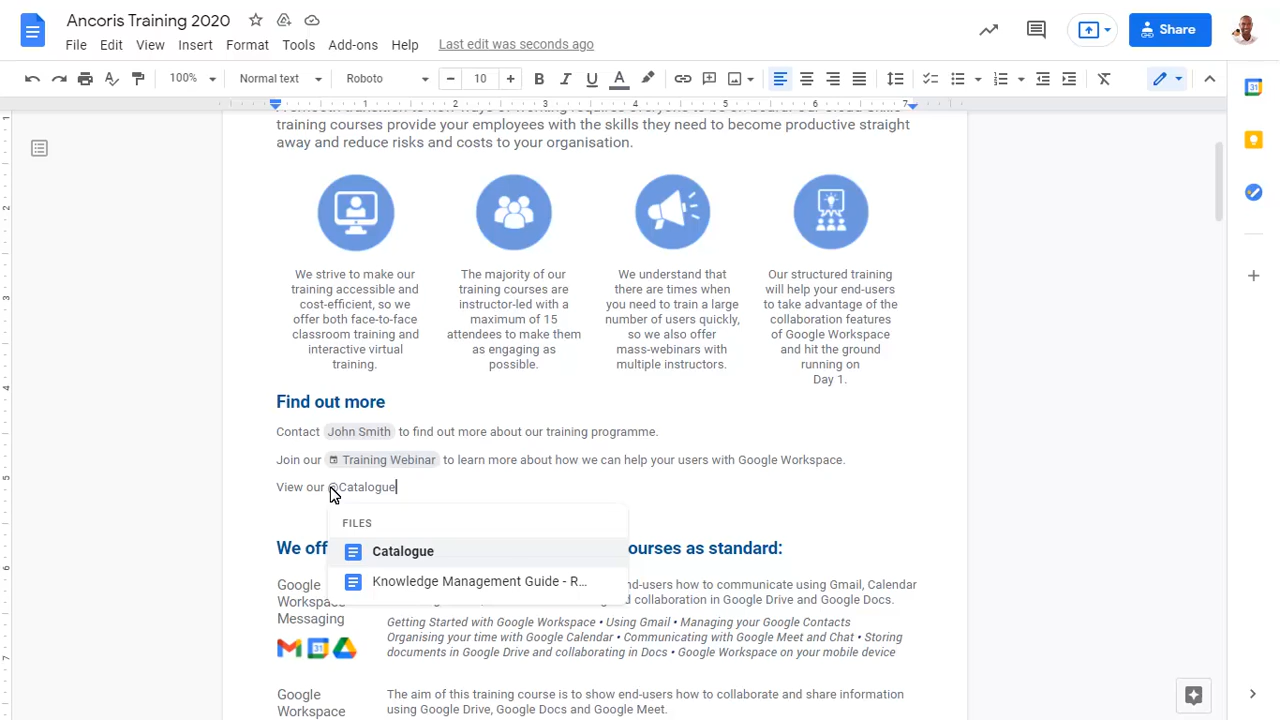 Ancoris Training 2020
File Edit View Insert Format Tools Add-ons Help Last edit was seconds ago
Share
100% Normal text Roboto 10
1 2 3 4 5 6 7
training courses provide your employees with the skills they need to become productive straight
away and reduce risks and costs to your organisation.
We strive to make our
training accessible and
cost-efficient, so we
offer both face-to-face
classroom training and
interactive virtual
training.
The majority of our
training courses are
instructor-led with a
maximum of 15
attendees to make them
as engaging as
possible.
We understand that
there are times when
you need to train a large
number of users quickly,
so we also offer
mass-webinars with
multiple instructors.
Our structured training
will help your end-users
to take advantage of the
collaboration features
of Google Workspace
and hit the ground
running on
Day 1.
Find out more
Contact John Smith to find out more about our training programme.
Join our Training Webinar to learn more about how we can help your users with Google Workspace.
View our @Catalogue
FILES
Catalogue
Knowledge Management Guide - R...
We off ourses as standard:
Google
Workspace
Messaging
end-users how to communicate using Gmail, Calendar
d collaboration in Google Drive and Google Docs.
Getting Started with Google Workspace • Using Gmail • Managing your Google Contacts
Organising your time with Google Calendar • Communicating with Google Meet and Chat • Storing
documents in Google Drive and collaborating in Docs • Google Workspace on your mobile device
Google
Workspace
The aim of this training course is to show end-users how to collaborate and share information
using Google Drive, Google Docs and Google Meet.